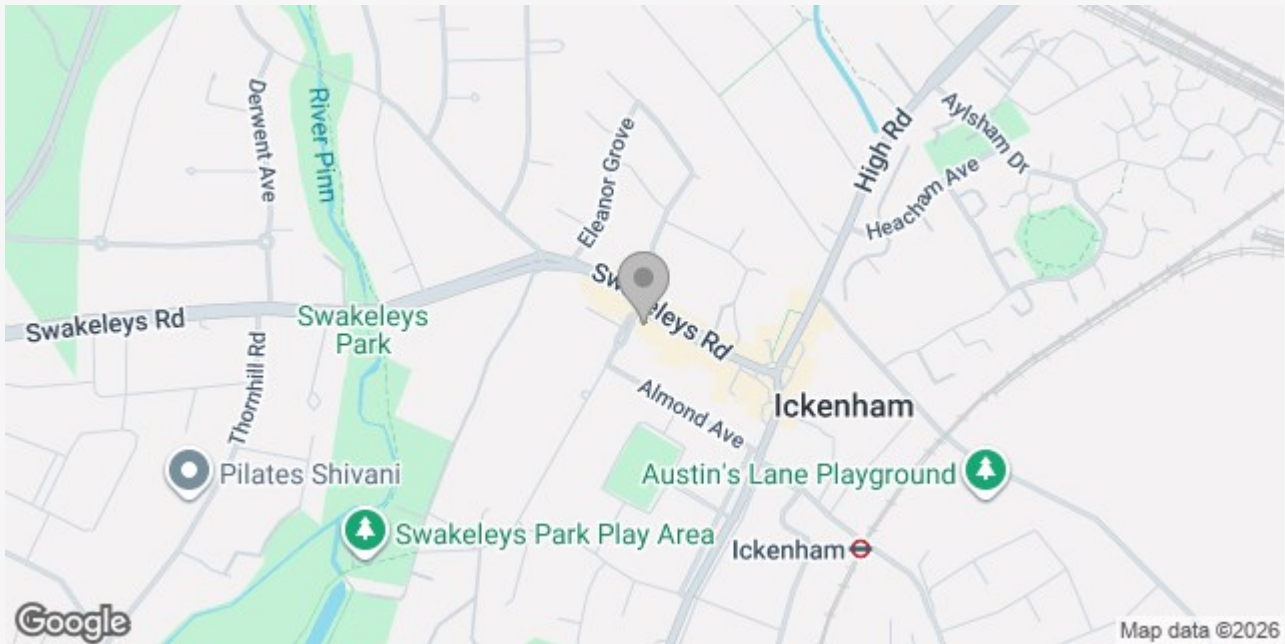 Derwent Ave
River Pinn
Eleanor Grove
High Rd
Aylsham Dr
Heacham Ave
Swakeleys Rd
Swakeleys Rd
Swakeleys
Park
Thornhill Rd
Almond Ave
Ickenham
Pilates Shivani
Austin's Lane Playground
Swakeleys Park Play Area
Ickenham
Google
Map data ©2026